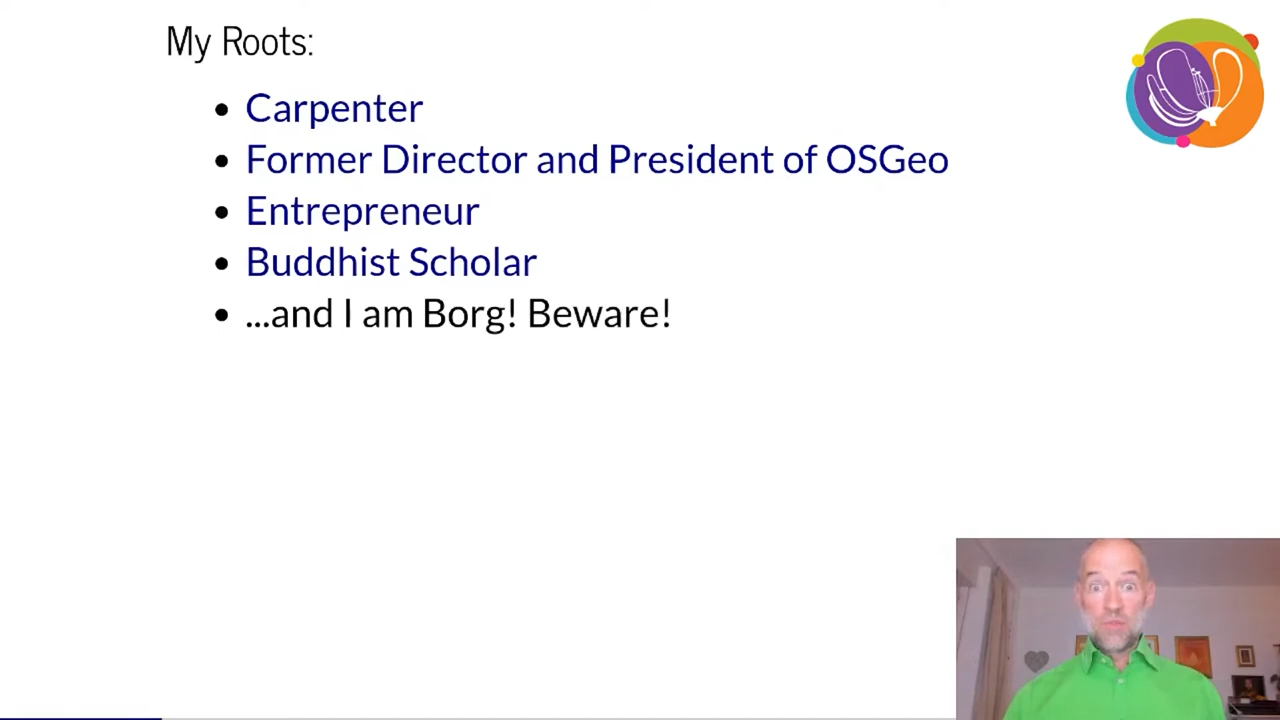 My Roots:
Carpenter
Former Director and President of OSGeo
Entrepreneur
Buddhist Scholar
...and I am Borg! Beware!